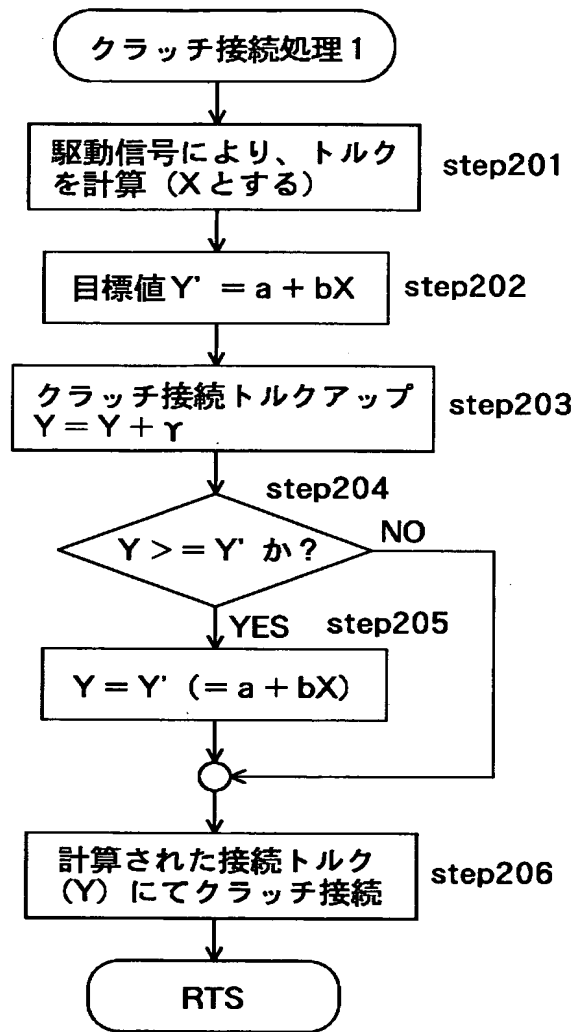 クラッチ接続処理1
駆動信号により、トルク
を計算(Xとする)
step201
目標値Y' = a + bX
step202
クラッチ接続トルクアップ
Y = Y + γ
step203
step204
Y > = Y' か?
NO
YES
step205
Y = Y' (= a + bX)
計算された接続トルク
(Y)にてクラッチ接続
step206
RTS